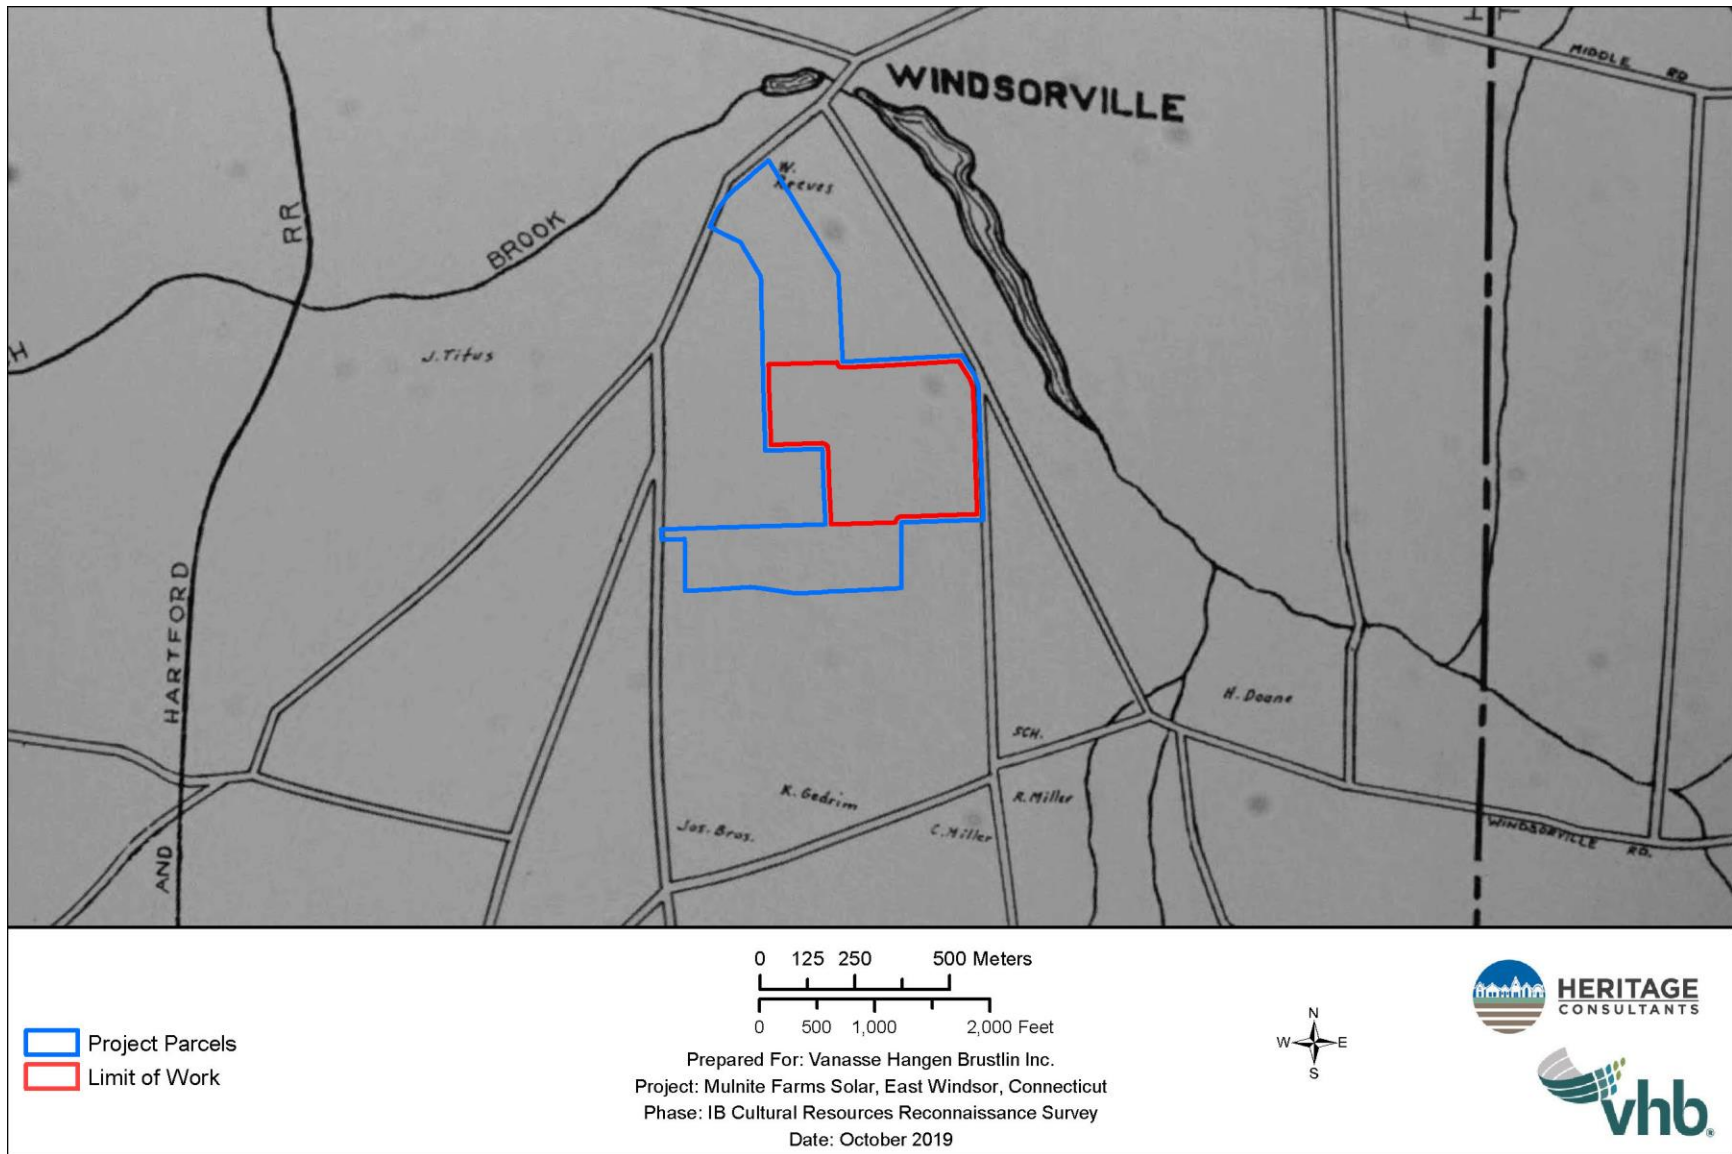 MIDDLE RD
WINDSORVILLE
W.
Reeves
RR
BROOK
H
J. Titus
HARTFORD
H. Doane
SCH.
K. Gedrim
R. Miller
Jos. Bros.
C. Miller
WINDSORVILLE RD.
AND
0 125 250 500 Meters
0 500 1,000 2,000 Feet
Project Parcels
Limit of Work
Prepared For: Vanasse Hangen Brustlin Inc.
Project: Mulnite Farms Solar, East Windsor, Connecticut
Phase: IB Cultural Resources Reconnaissance Survey
Date: October 2019
N
W E
S
HERITAGE
CONSULTANTS
vhb®